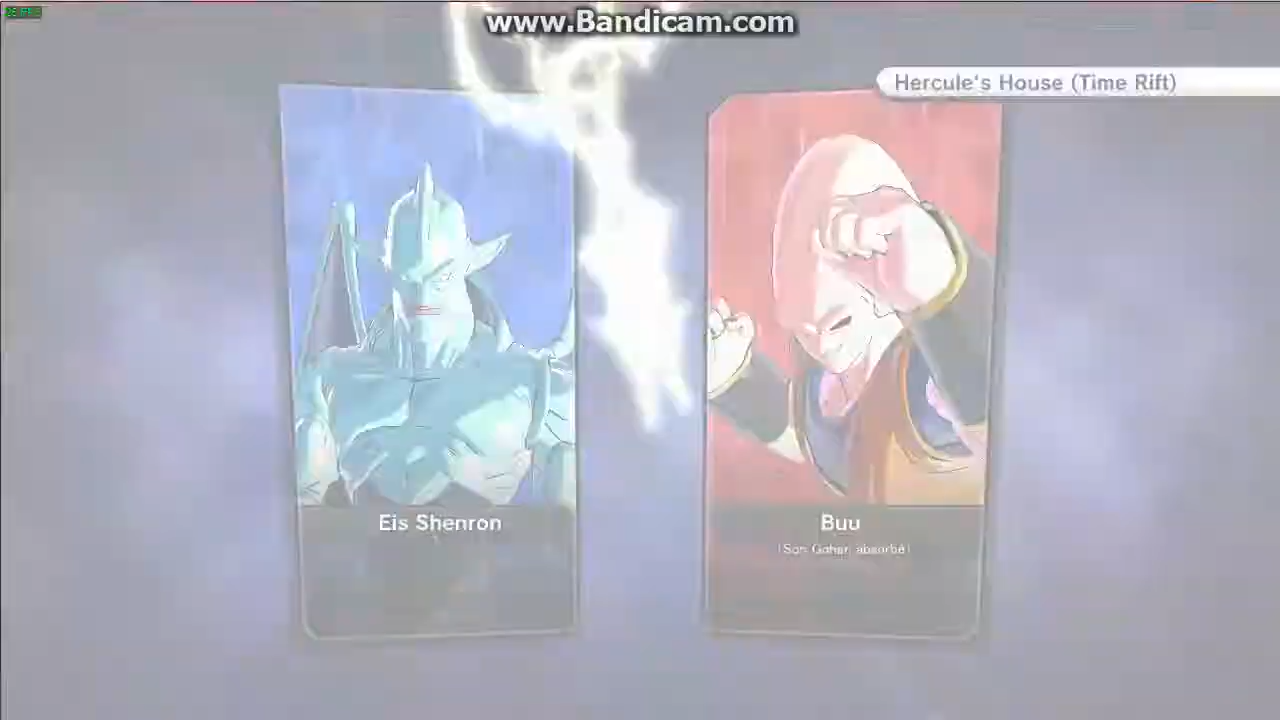 www.Bandicam.com
Hercule's House (Time Rift)
Eis Shenron
Buu
(Son Gohan absorbé)